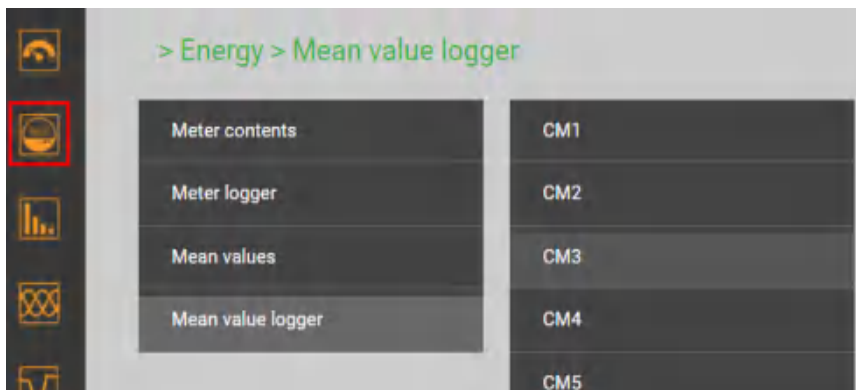 > Energy > Mean value logger
Meter contents
Meter logger
Mean values
Mean value logger
CM1
CM2
CM3
CM4
CM5